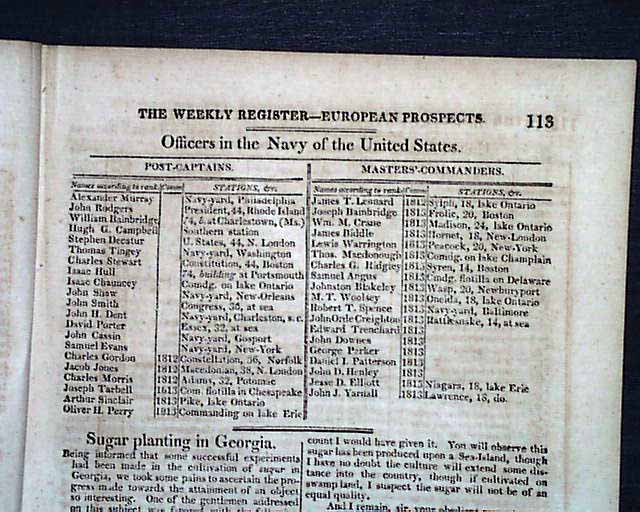 THE WEEKLY REGISTER—EUROPEAN PROSPECTS. 113
Officers in the Navy of the United States.
POST-CAPTAINS.
Names according to rank STATIONS, &c.
Alexander Murray Navy-yard, Philadelphia
John Rodgers President, 44, Rhode Island
William Bainbridge, 74, at Charlestown, (Ms.)
Hugh G. Campbell Southern station
Stephen Decatur U. States, 44, N. London
Thomas Tingey Navy-yard, Washington
Charles Stewart Constitution, 44, Boston
Isaac Hull 74, building at Portsmouth
Isaac Chauncey Comdg. on lake Ontario
John Shaw Navy-yard, New-Orleans
John Smith Congress, 36, at sea
John H. Dent Navy-yard, Charleston, s.c.
David Porter Essex, 32, at sea
John Cassin Navy-yard, Gosport
Samuel Evans Navy-yard, New-York
Charles Gordon 1812 Constellation, 36, Norfolk
Jacob Jones 1812 Macedonian, 38, N. London
Charles Morris 1812 Adams, 32, Potomac
Joseph Tarbell 1813 Com. flotilla in Chesapeake
Arthur Sinclair 1813 Pike, lake Ontario
Oliver H. Perry 1813 Commanding on lake Erie
MASTERS'-COMMANDERS.
Names according to rank STATIONS, &c.
James T. Leonard 1812 Sylph, 18, lake Ontario
Joseph Bainbridge 1813 Frolic, 20, Boston
Wm. M. Crane 1813 Madison, 24, lake Ontario
James Biddle 1813 Hornet, 18, New-London
Lewis Warrington 1813 Peacock, 20, New-York
Thos. Macdonough 1813 Comdg. on lake Champlain
Charles G. Ridgley 1813 Syren, 14, Boston
Samuel Angus 1813 Comdg. flotilla on Delaware
Johnston Blakeley 1813 Wasp, 20, Newburyport
M. T. Woolsey 1813 Oneida, 18, lake Ontario
Robert T. Spence 1813 Navy-yard, Baltimore
John Orde Creighton 1813 Rattlesnake, 14, at sea
Edward Trenchard 1813
John Downes 1813
George Parker 1813
Daniel T. Patterson 1813
John D. Henley 1813
Jesse D. Elliott 1813 Niagara, 18, lake Erie
John J. Yarnall 1813 Lawrence, 18, do.
Sugar planting in Georgia.
Being informed that some successful experiments
had been made in the cultivation of sugar in
Georgia, we took some pains to ascertain the pro-
gress made towards the attainment of an object
so interesting. One of the gentlemen addressed
on this subject was
count I would have given it. You will observe this
sugar has been produced upon a Sea-Island, though
I have no doubt the culture will extend some dis-
tance into the country, though if cultivated on
swamp land, I suspect the sugar will not be of an
equal quality.
And I remain, sir, your obedient